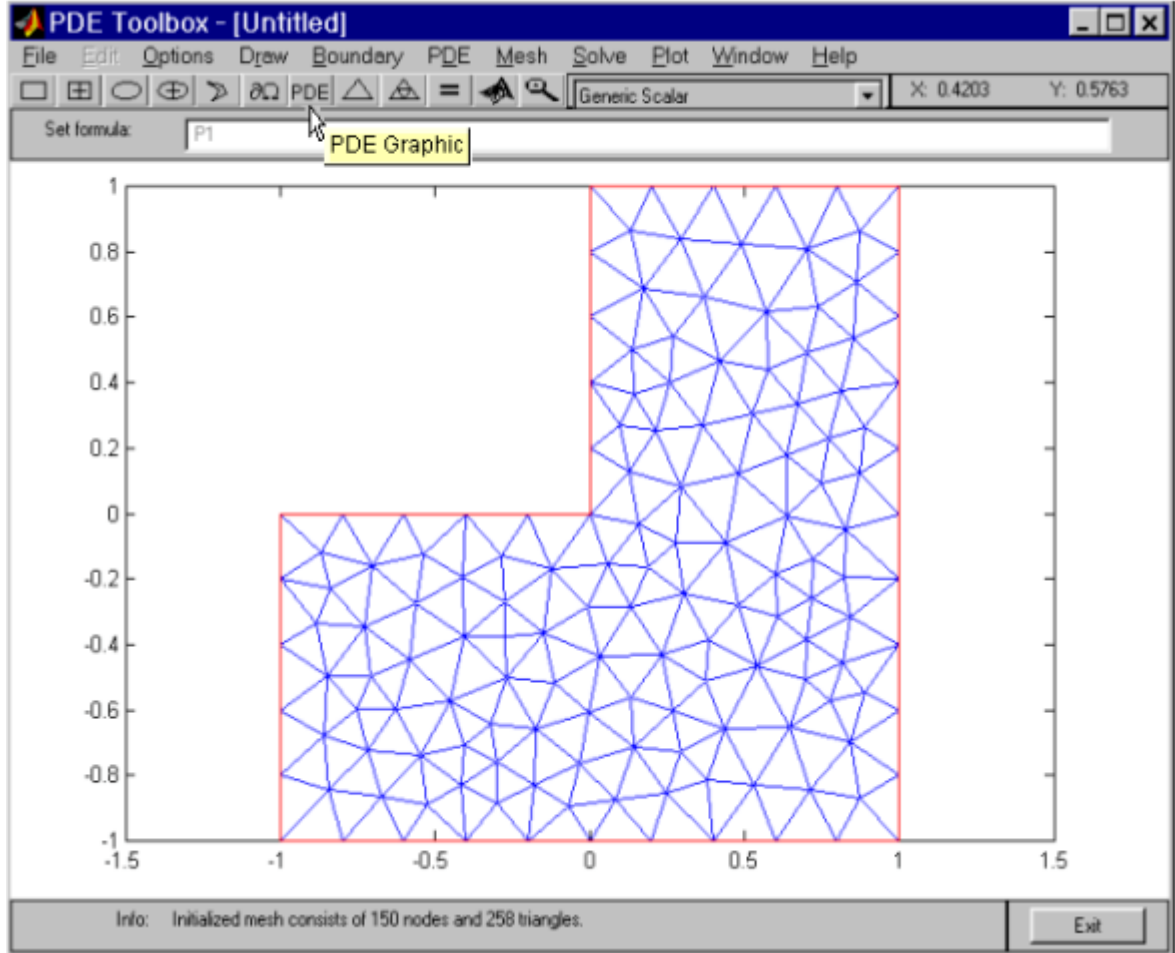 PDE Toolbox - [Untitled]
File Edit Options Draw Boundary PDE Mesh Solve Plot Window Help
∂Ω PDE = Generic Scalar X: 0.4203 Y: 0.5763
Set formula: P1
PDE Graphic
1
0.8
0.6
0.4
0.2
0
-0.2
-0.4
-0.6
-0.8
-1
-1.5 -1 -0.5 0 0.5 1 1.5
Info: Initialized mesh consists of 150 nodes and 258 triangles. Exit